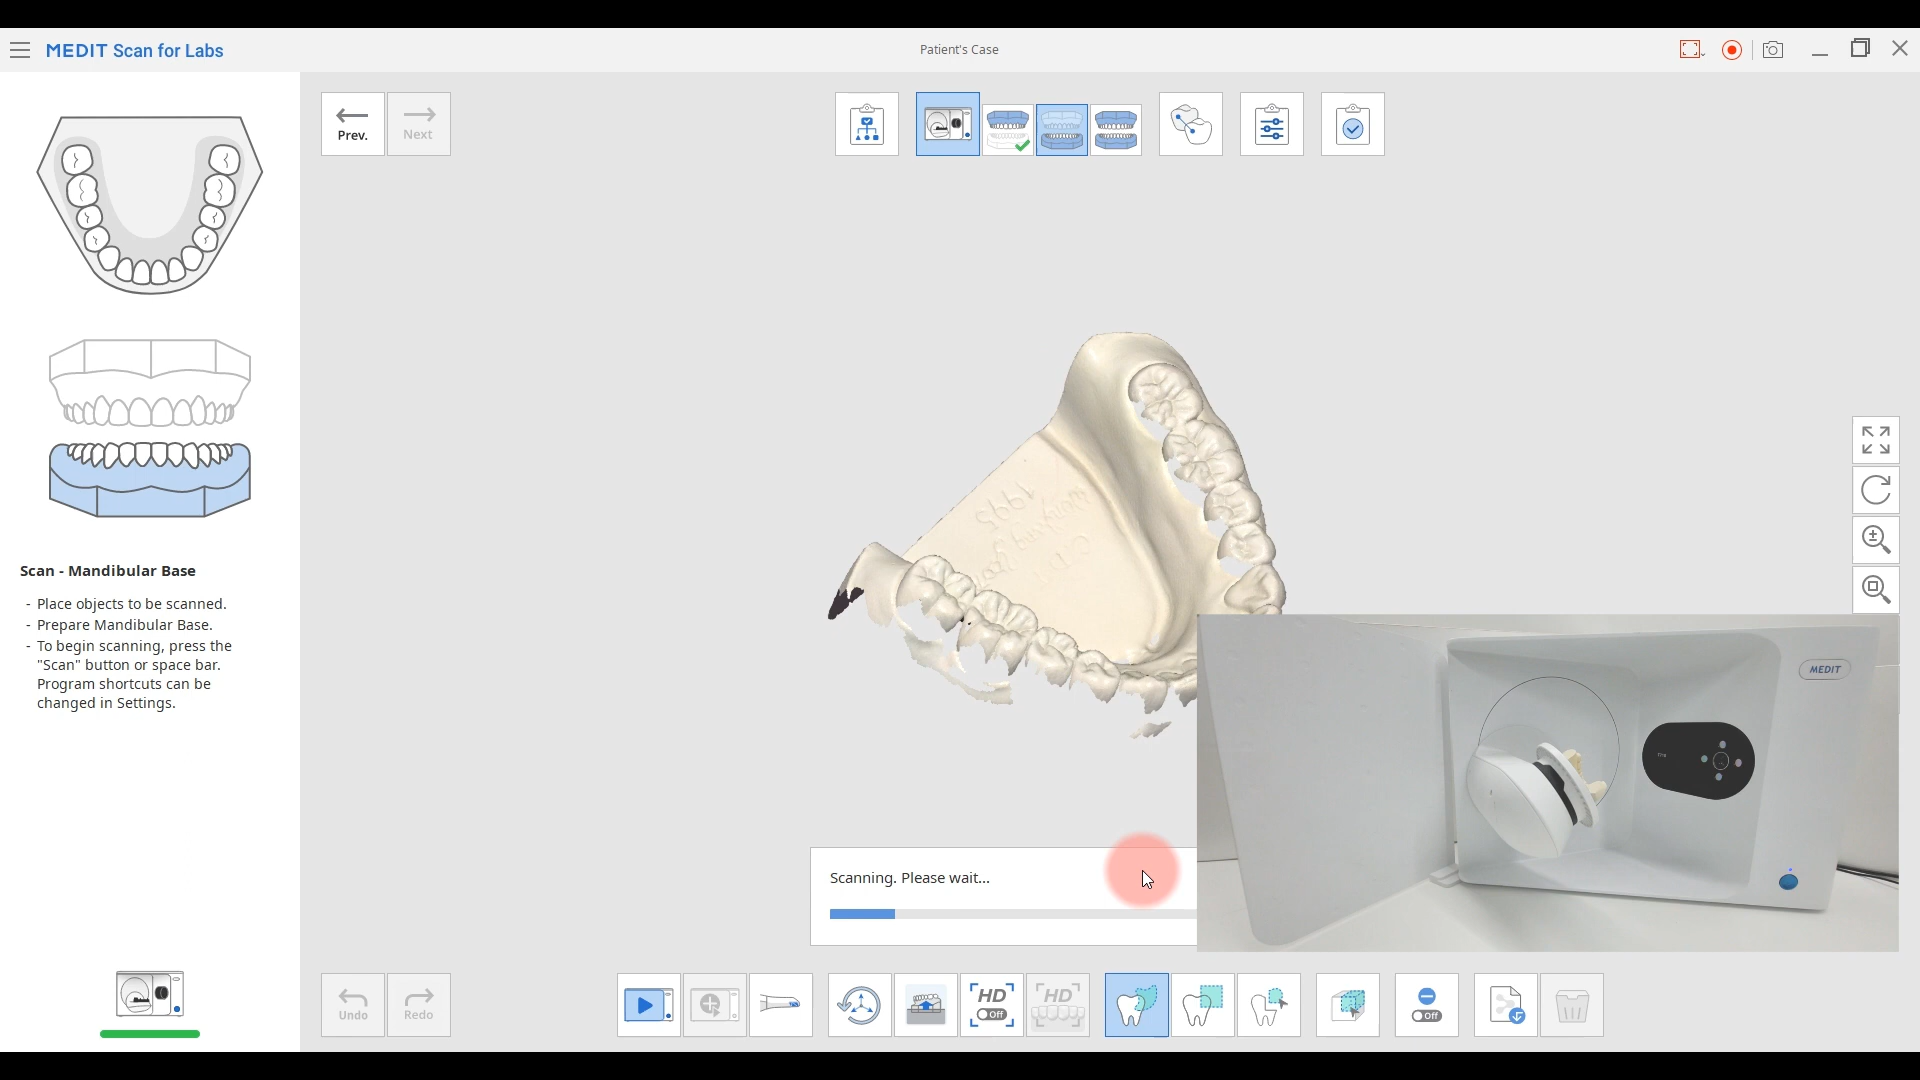 MEDIT Scan for Labs
Patient's Case
Prev.
Next
1995
CDT
Scan - Mandibular Base
- Place objects to be scanned.
- Prepare Mandibular Base.
- To begin scanning, press the
"Scan" button or space bar.
Program shortcuts can be
changed in Settings.
MEDIT
Scanning. Please wait...
Undo
Redo
HD
Off
HD
Off